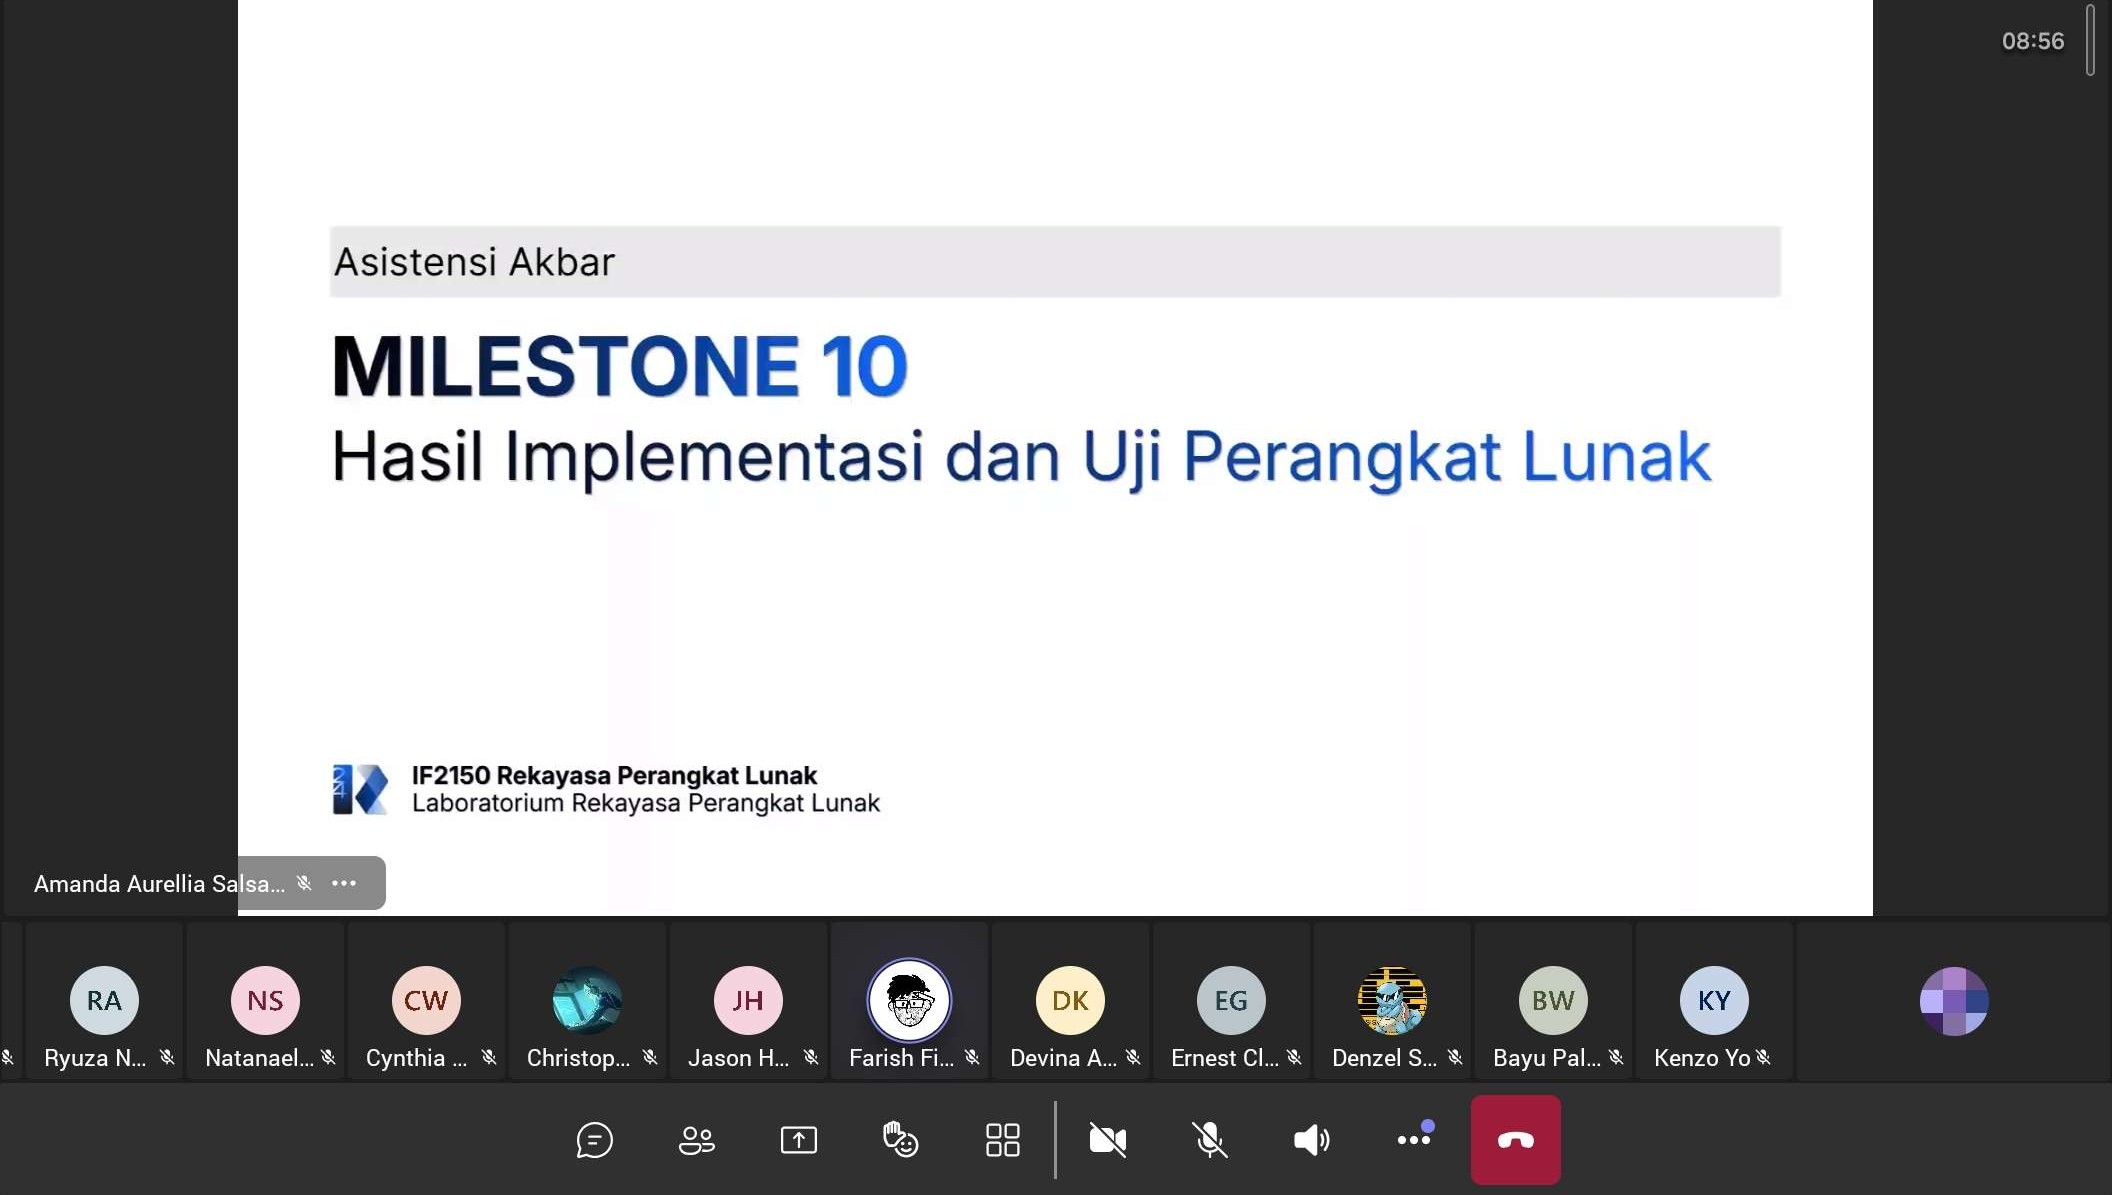 08:56
Asistensi Akbar
MILESTONE 10
Hasil Implementasi dan Uji Perangkat Lunak
24
IF2150 Rekayasa Perangkat Lunak
Laboratorium Rekayasa Perangkat Lunak
Amanda Aurellia Salsa...
RA
NS
CW
JH
DK
EG
BW
KY
Ryuza N...
Natanael...
Cynthia ...
Christop...
Jason H...
Farish Fi...
Devina A...
Ernest Cl...
Denzel S...
Bayu Pal...
Kenzo Yo